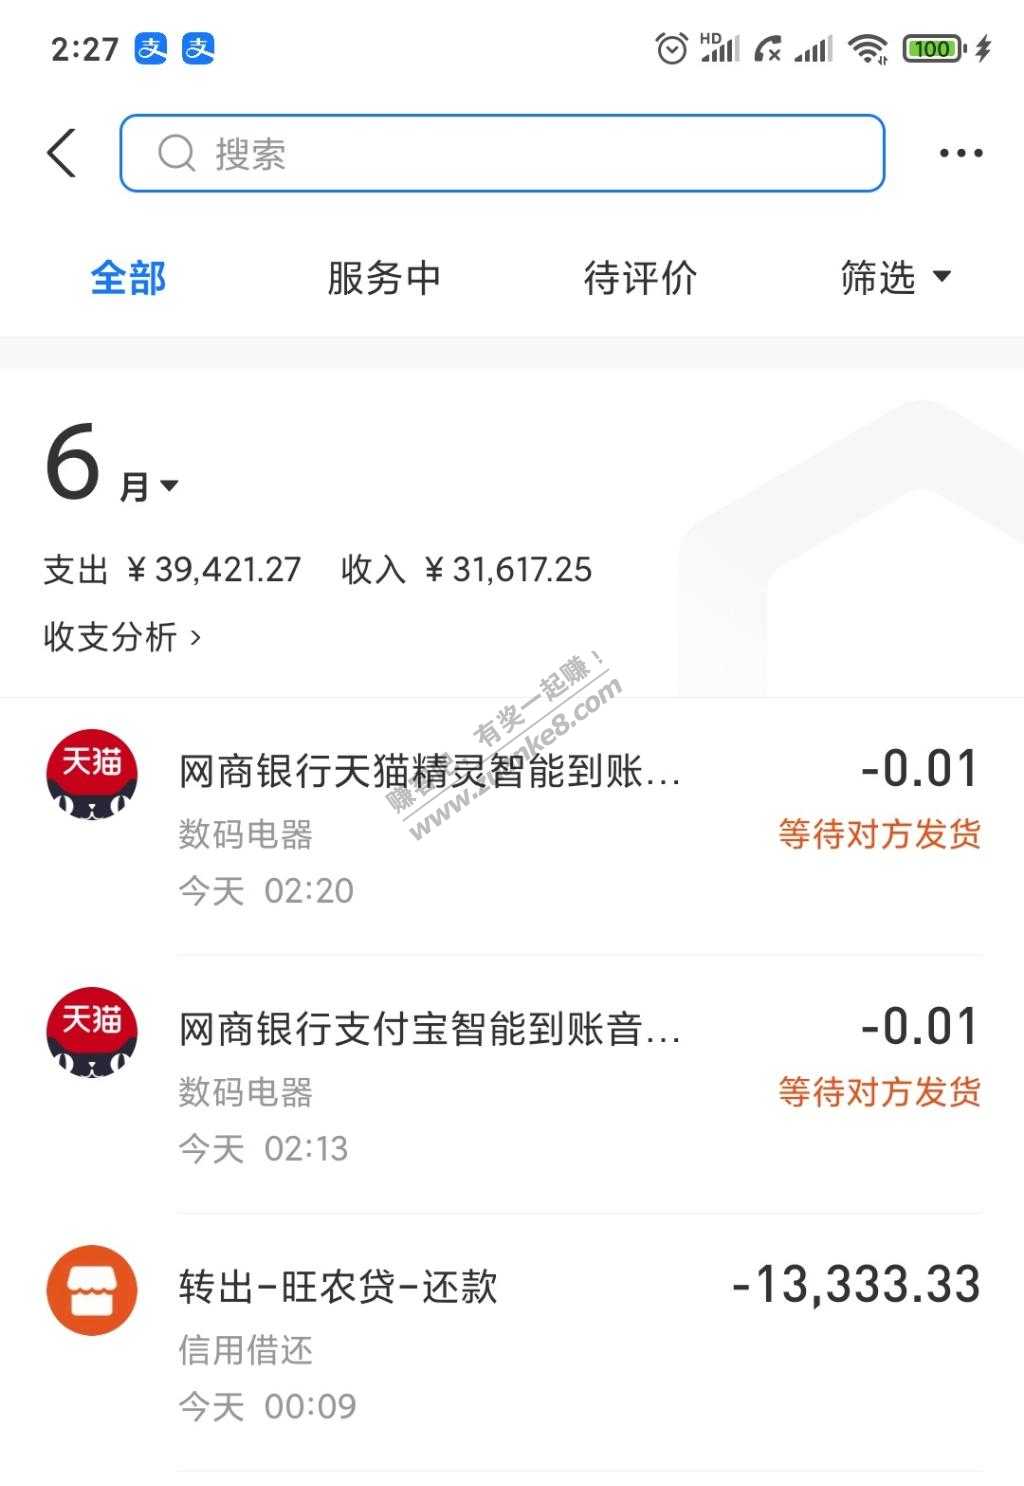 2:27 支 支 HD 100
搜索
全部 服务中 待评价 筛选
6月
支出 ¥39,421.27 收入 ¥31,617.25
收支分析 >
赚客吧，有奖一起赚！
www.zuanke8.com
天猫 网商银行天猫精灵智能到账... -0.01
数码电器 等待对方发货
今天 02:20
天猫 网商银行支付宝智能到账音... -0.01
数码电器 等待对方发货
今天 02:13
转出-旺农贷-还款 -13,333.33
信用借还
今天 00:09